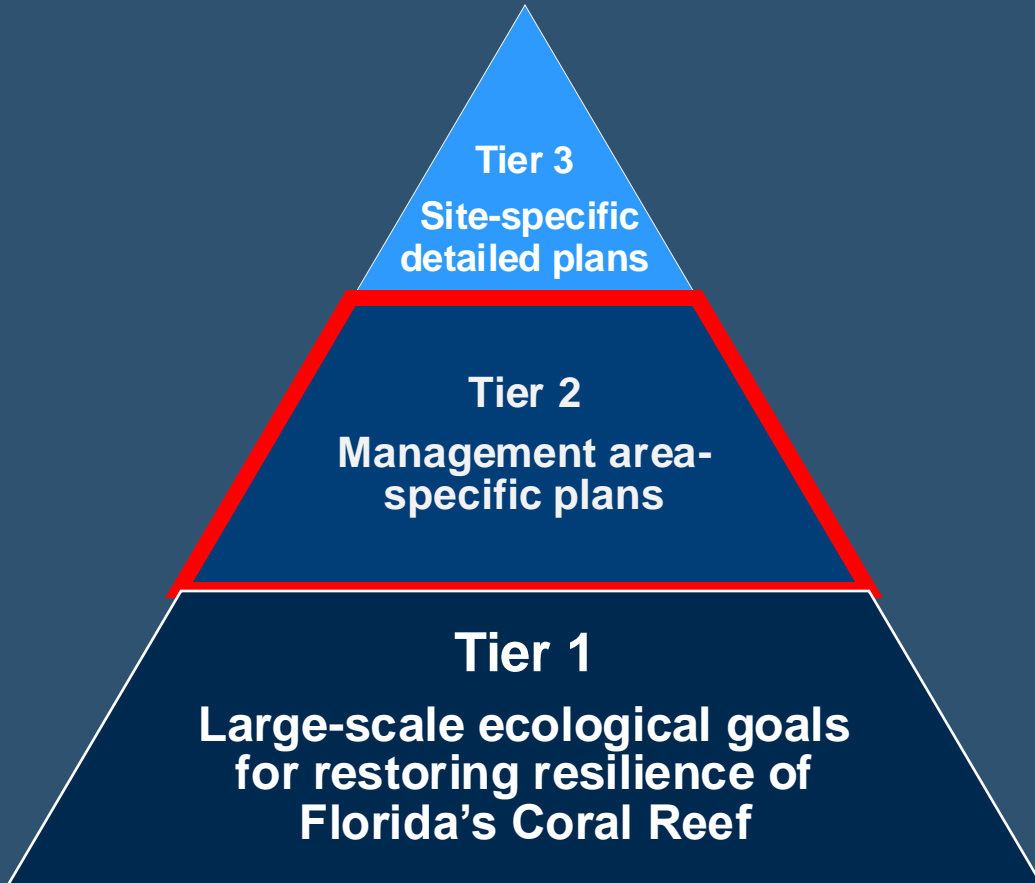 Tier 3
Site-specific
detailed plans
Tier 2
Management area-
specific plans
Tier 1
Large-scale ecological goals
for restoring resilience of
Florida’s Coral Reef